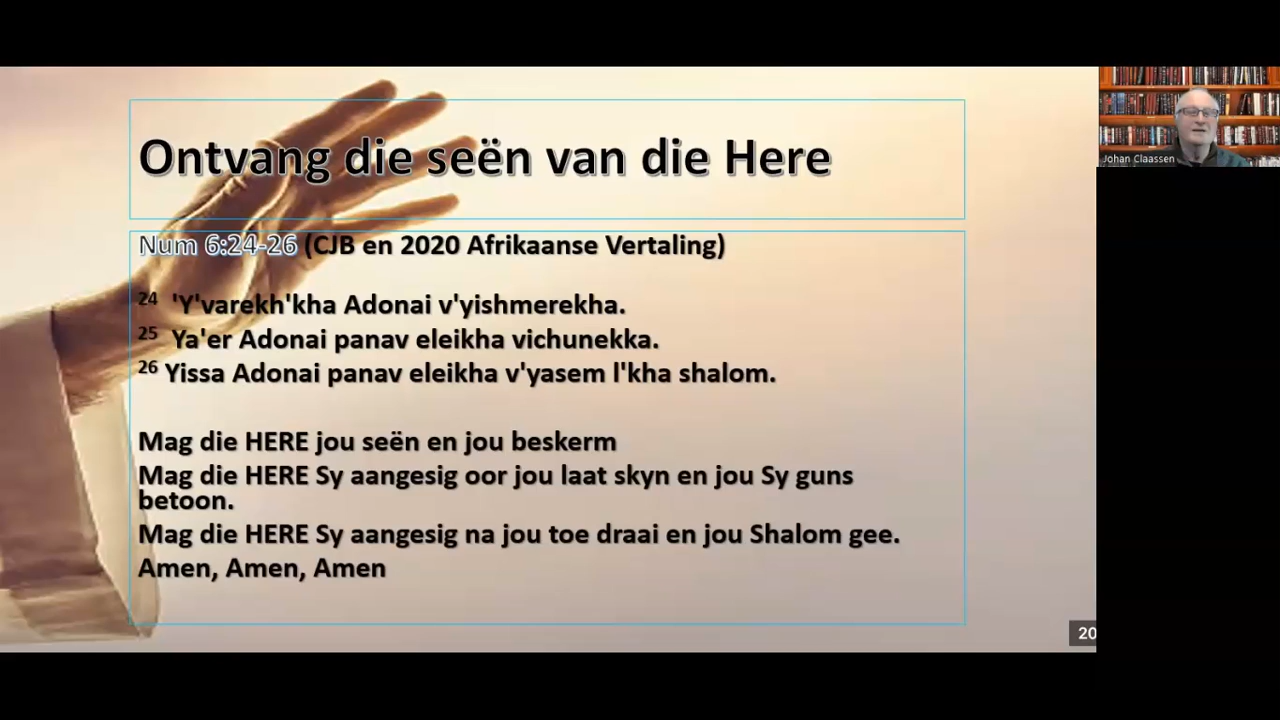 Ontvang die seën van die Here
Num 6:24-26 (CJB en 2020 Afrikaanse Vertaling)
24 'Y'varekh'kha Adonai v'yishmerekha.
25 Ya'er Adonai panav eleikha vichunekka.
26 Yissa Adonai panav eleikha v'yasem l'kha shalom.
Mag die HERE jou seën en jou beskerm
Mag die HERE Sy aangesig oor jou laat skyn en jou Sy guns
betoon.
Mag die HERE Sy aangesig na jou toe draai en jou Shalom gee.
Amen, Amen, Amen
20
Johan Claassen